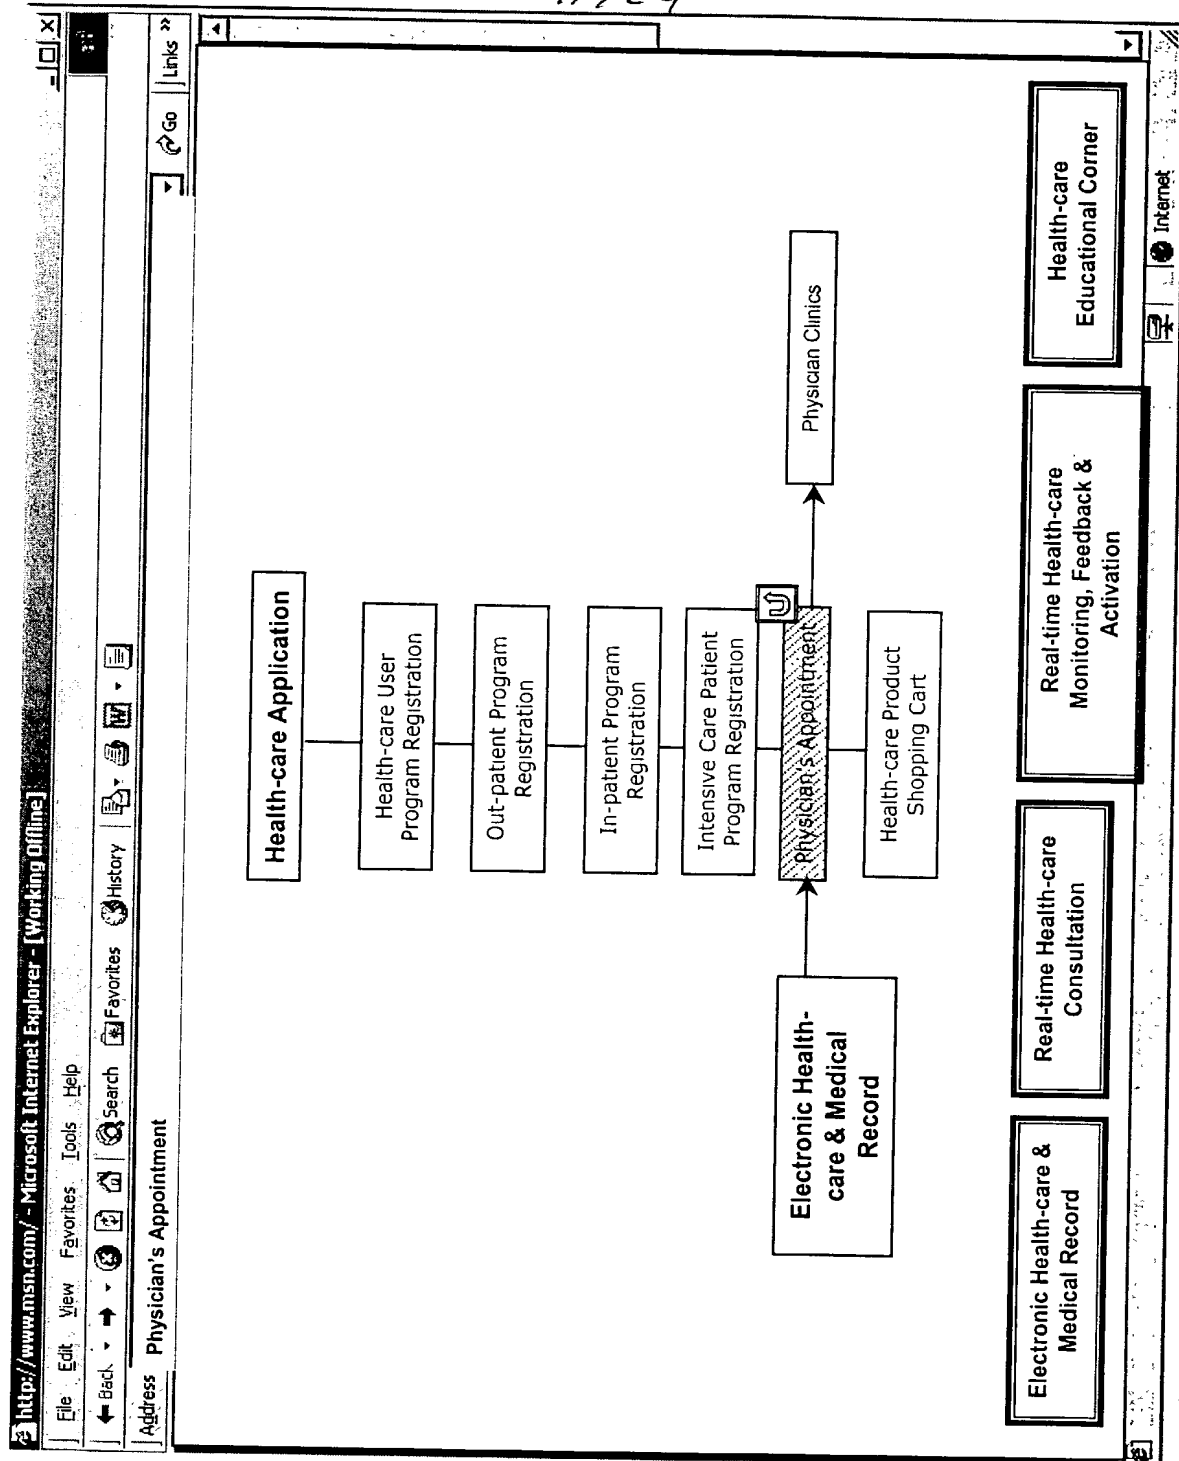 http://www.msn.com/ - Microsoft Internet Explorer - [Working Offline]
File Edit View Favorites Tools Help
Back Search Favorites History
Address Physician's Appointment Go Links »
Health-care Application
Health-care User
Program Registration
Out-patient Program
Registration
In-patient Program
Registration
Intensive Care Patient
Program Registration
Physician's Appointment
Health-care Product
Shopping Cart
Electronic Health-
care & Medical
Record
Physician Clinics
Electronic Health-care &
Medical Record
Real-time Health-care
Consultation
Real-time Health-care
Monitoring, Feedback &
Activation
Health-care
Educational Corner
Internet